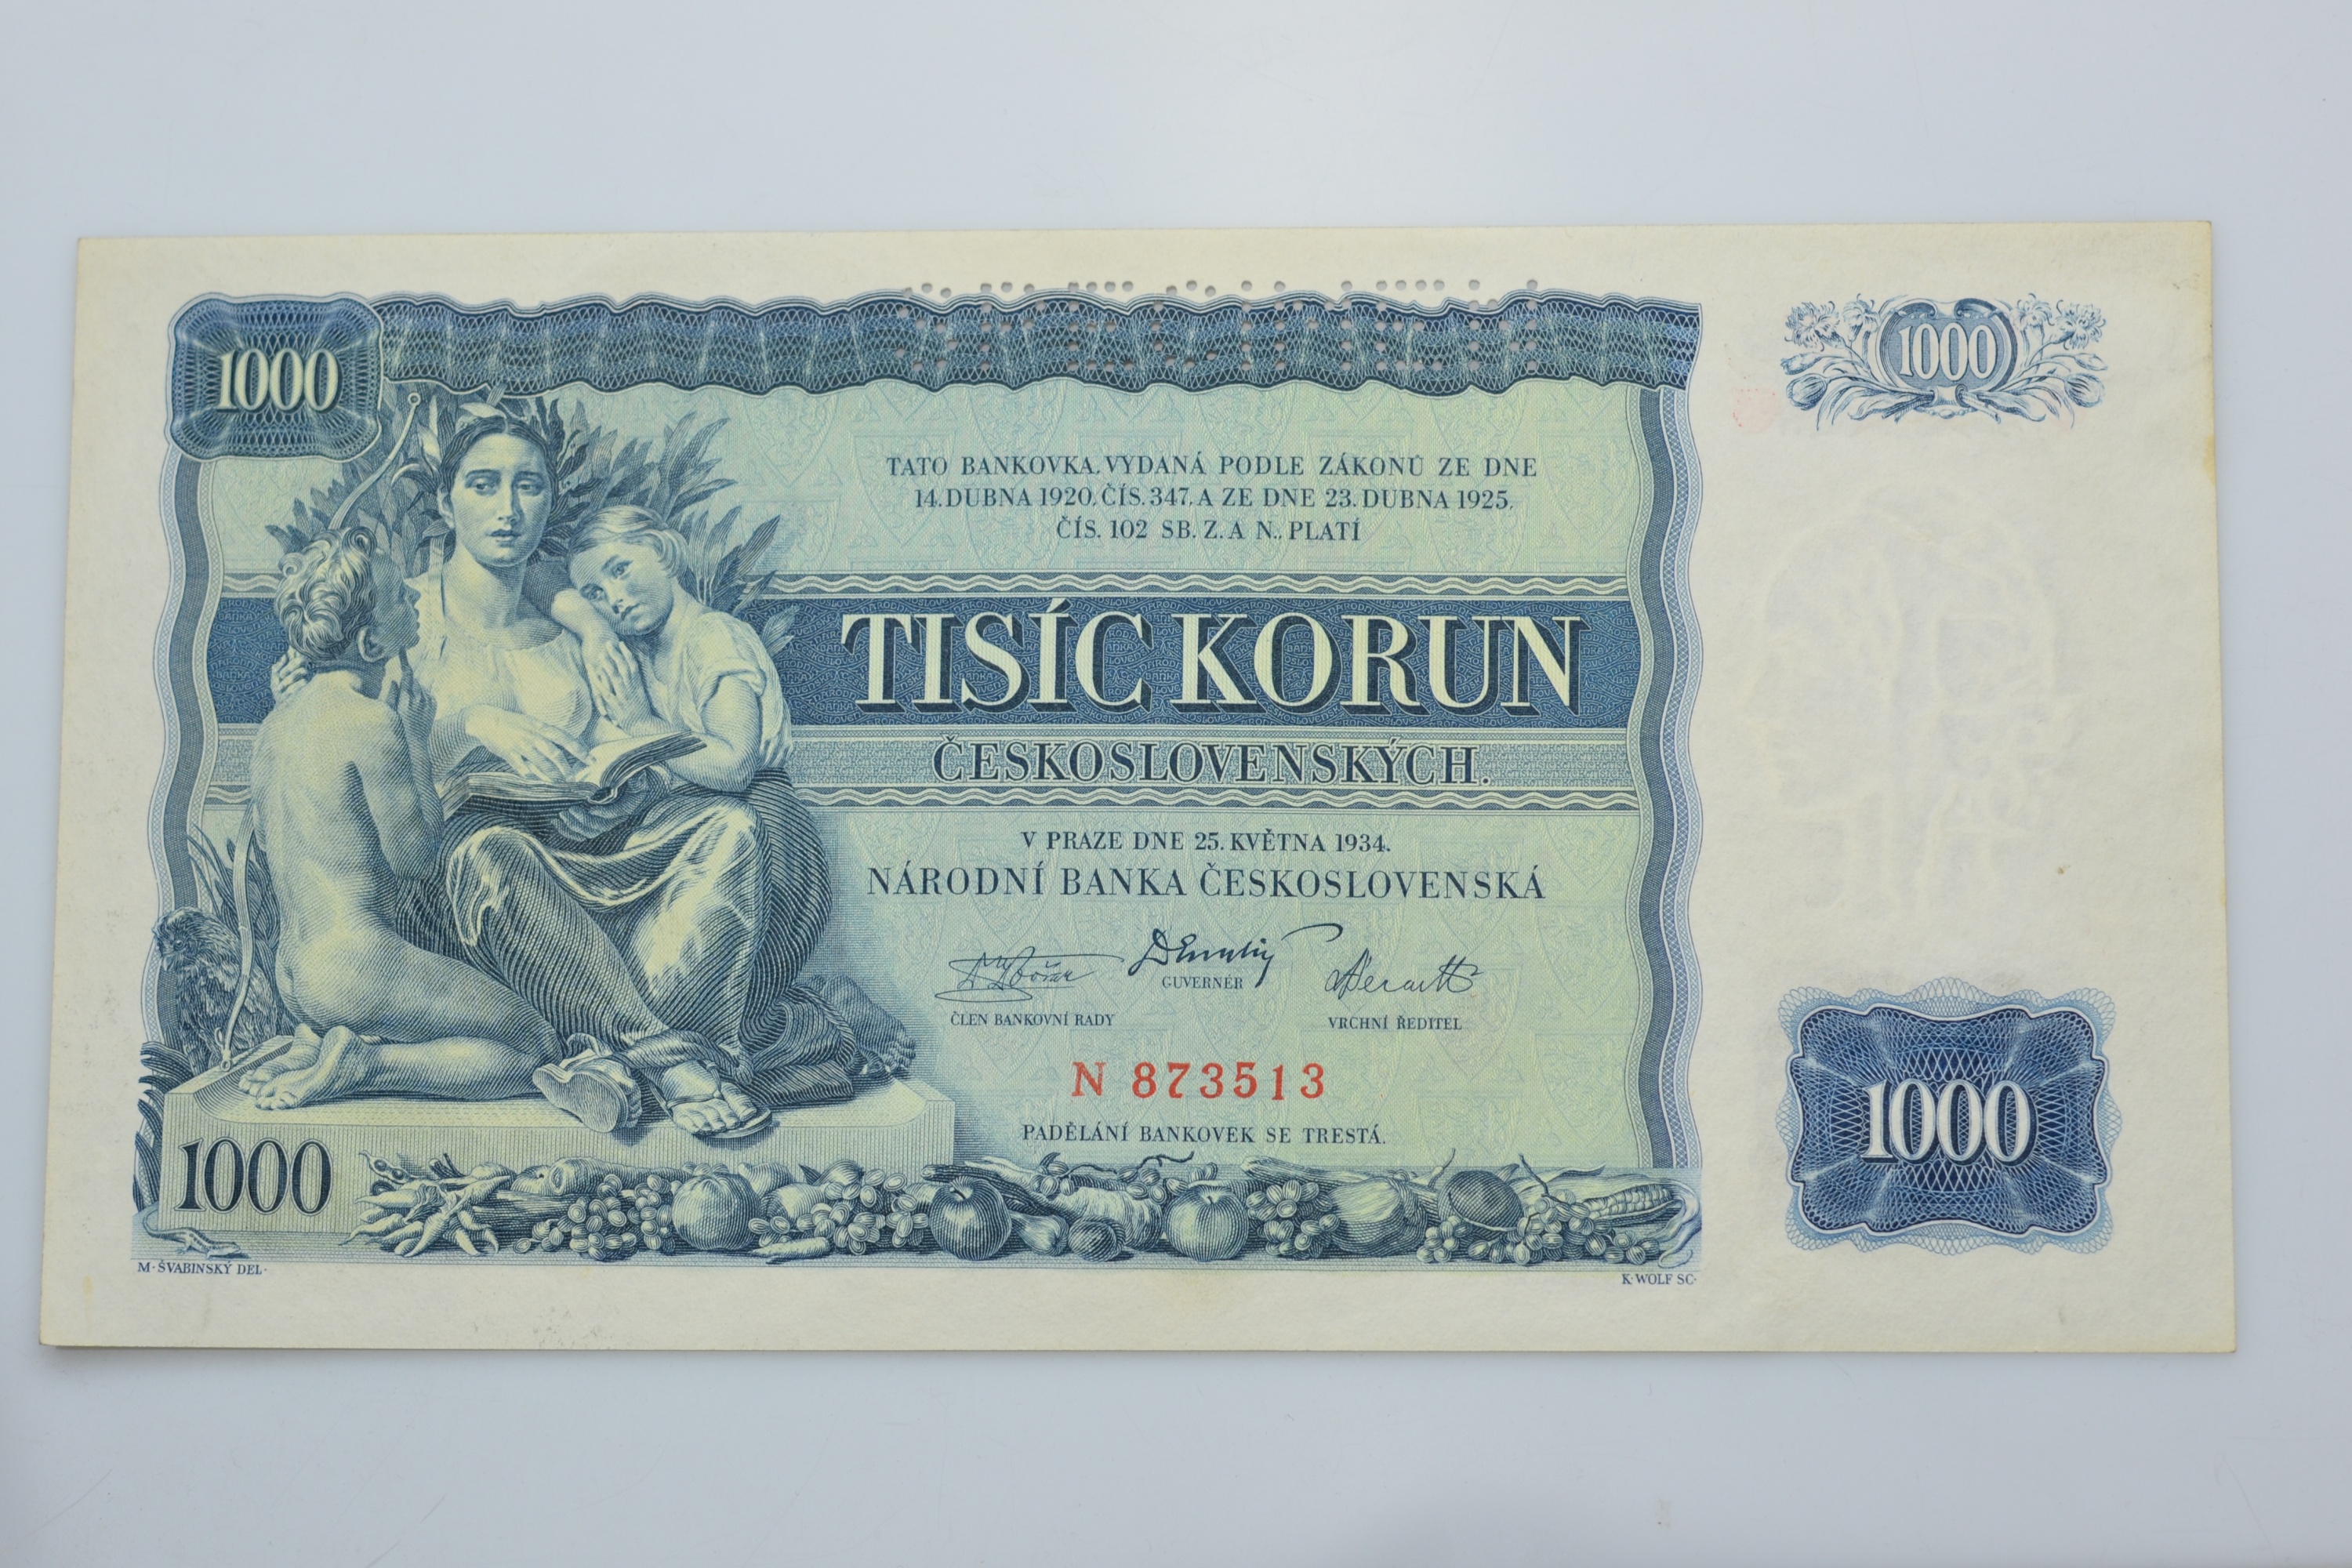 1000
1000
TATO BANKOVKA, VYDANÁ PODLE ZÁKONŮ ZE DNE
14. DUBNA 1920, ČÍS. 347, A ZE DNE 23. DUBNA 1925,
ČÍS. 102 SB. Z. A N., PLATÍ
TISÍC KORUN
ČESKOSLOVENSKÝCH.
V PRAZE DNE 25. KVĚTNA 1934.
NÁRODNÍ BANKA ČESKOSLOVENSKÁ
GUVERNÉR
ČLEN BANKOVNÍ RADY VRCHNÍ ŘEDITEL
N 873513
PADĚLÁNÍ BANKOVEK SE TRESTÁ.
1000
1000
M. ŠVABINSKÝ DEL.
K. WOLF SC.